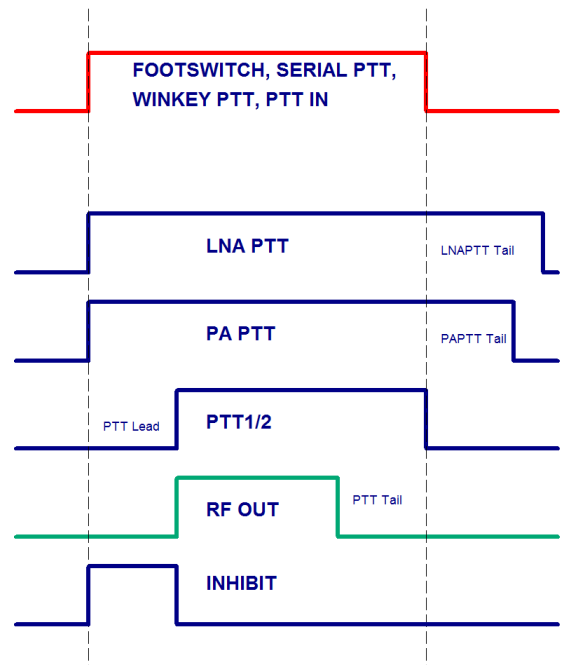 FOOTSWITCH, SERIAL PTT,
WINKEY PTT, PTT IN
LNA PTT
LNAPTT Tail
PA PTT
PAPTT Tail
PTT Lead
PTT1/2
RF OUT
PTT Tail
INHIBIT